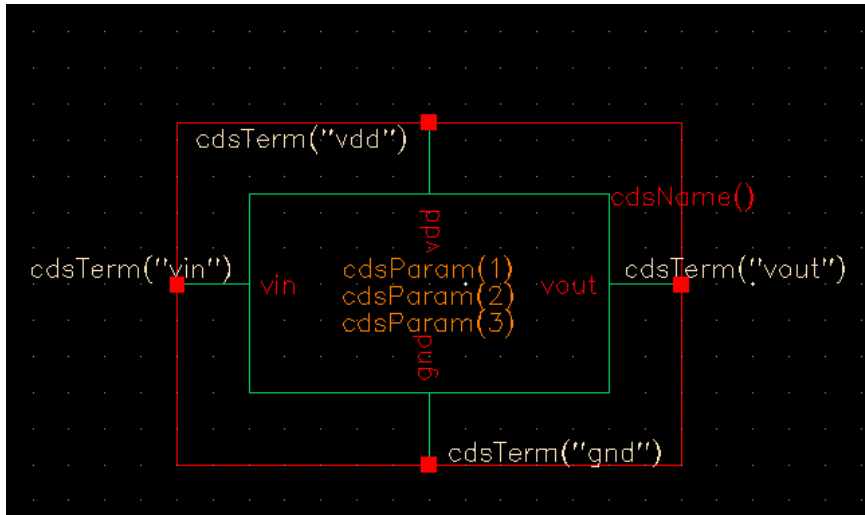 cdsTerm("vdd")
cdsName()
vdd
cdsTerm("vin")
vin
cdsParam(1)
cdsParam(2)
cdsParam(3)
vout
cdsTerm("vout")
gnd
cdsTerm("gnd")